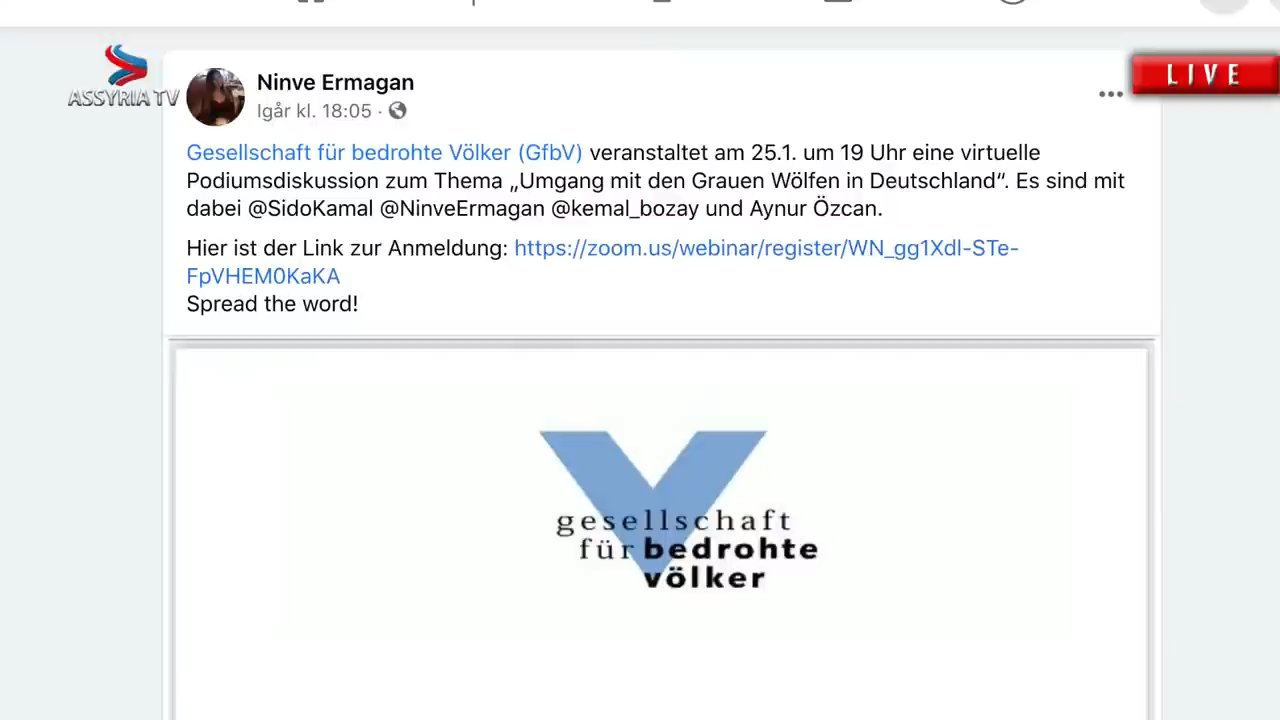 ASSYRIA TV
LIVE
Ninve Ermagan
Igår kl. 18:05 ·
Gesellschaft für bedrohte Völker (GfbV) veranstaltet am 25.1. um 19 Uhr eine virtuelle
Podiumsdiskussion zum Thema „Umgang mit den Grauen Wölfen in Deutschland“. Es sind mit
dabei @SidoKamal @NinveErmagan @kemal_bozay und Aynur Özcan.
Hier ist der Link zur Anmeldung: https://zoom.us/webinar/register/WN_gg1Xdl-STe-
FpVHEM0KaKA
Spread the word!
gesellschaft
für bedrohte
völker